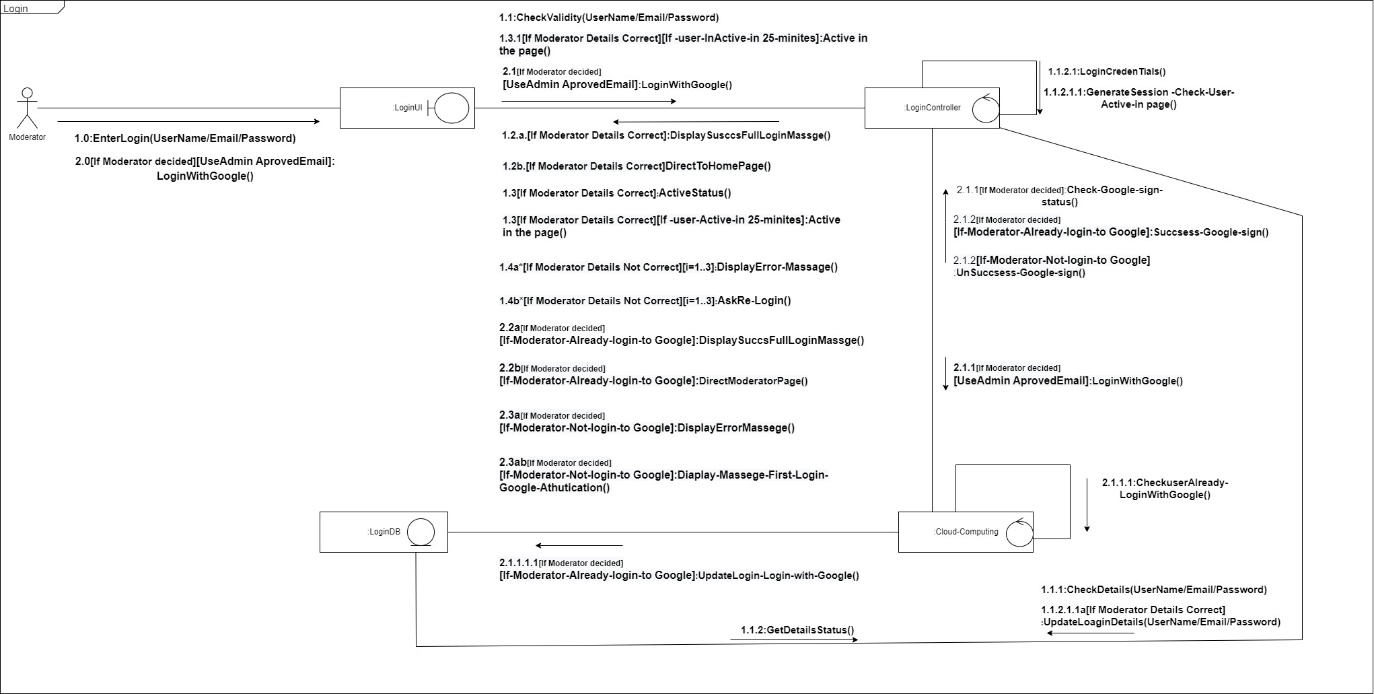 Login
1.1:CheckValidity(UserName/Email/Password)
1.3.1[If Moderator Details Correct][If -user-InActive-in 25-minites]:Active in
the page()
2.1[If Moderator decided]
[UseAdmin AprovedEmail]:LoginWithGoogle()
:LoginUI
:LoginController
1.1.2.1:LoginCredenTials()
1.1.2.1.1:GenerateSession -Check-User-
Active-in page()
Moderator
1.0:EnterLogin(UserName/Email/Password)
2.0[If Moderator decided][UseAdmin AprovedEmail]:
LoginWithGoogle()
1.2.a.[If Moderator Details Correct]:DisplaySusccsFullLoginMassge()
1.2b.[If Moderator Details Correct]DirectToHomePage()
1.3[If Moderator Details Correct]:ActiveStatus()
1.3[If Moderator Details Correct][If -user-Active-in 25-minites]:Active
in the page()
1.4a*[If Moderator Details Not Correct][i=1..3]:DisplayError-Massage()
1.4b*[If Moderator Details Not Correct][i=1..3]:AskRe-Login()
2.2a[If Moderator decided]
[If-Moderator-Already-login-to Google]:DisplaySuccsFullLoginMassge()
2.2b[If Moderator decided]
[If-Moderator-Already-login-to Google]:DirectModeratorPage()
2.3a[If Moderator decided]
[If-Moderator-Not-login-to Google]:DisplayErrorMassege()
2.3ab[If Moderator decided]
[If-Moderator-Not-login-to Google]:Display-Massege-First-Login-
Google-Athutication()
2.1.1[If Moderator decided]:Check-Google-sign-
status()
2.1.2[If Moderator decided]
[If-Moderator-Already-login-to Google]:Succsess-Google-sign()
2.1.2[If-Moderator-Not-login-to Google]
:UnSuccsess-Google-sign()
2.1.1[If Moderator decided]
[UseAdmin AprovedEmail]:LoginWithGoogle()
2.1.1.1:CheckuserAlready-
LoginWithGoogle()
:LoginDB
:Cloud-Computing
2.1.1.1.1[If Moderator decided]
[If-Moderator-Already-login-to Google]:UpdateLogin-Login-with-Google()
1.1.1:CheckDetails(UserName/Email/Password)
1.1.2.1.1a[If Moderator Details Correct]
:UpdateLoaginDetails(UserName/Email/Password)
1.1.2:GetDetailsStatus()